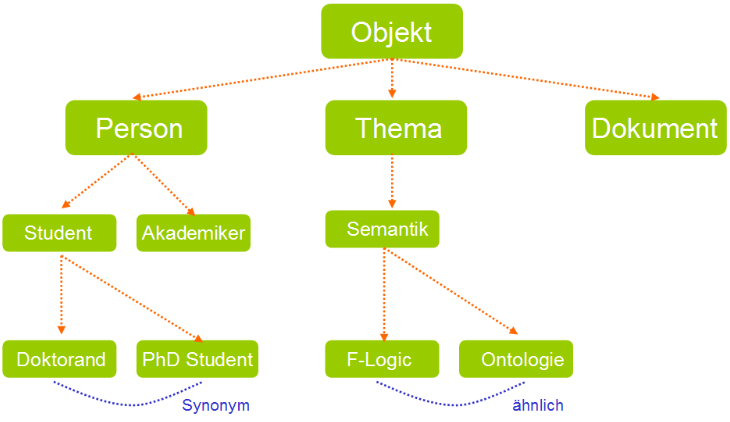 Objekt
Person
Thema
Dokument
Student
Akademiker
Semantik
Doktorand
PhD Student
F-Logic
Ontologie
Synonym
ähnlich